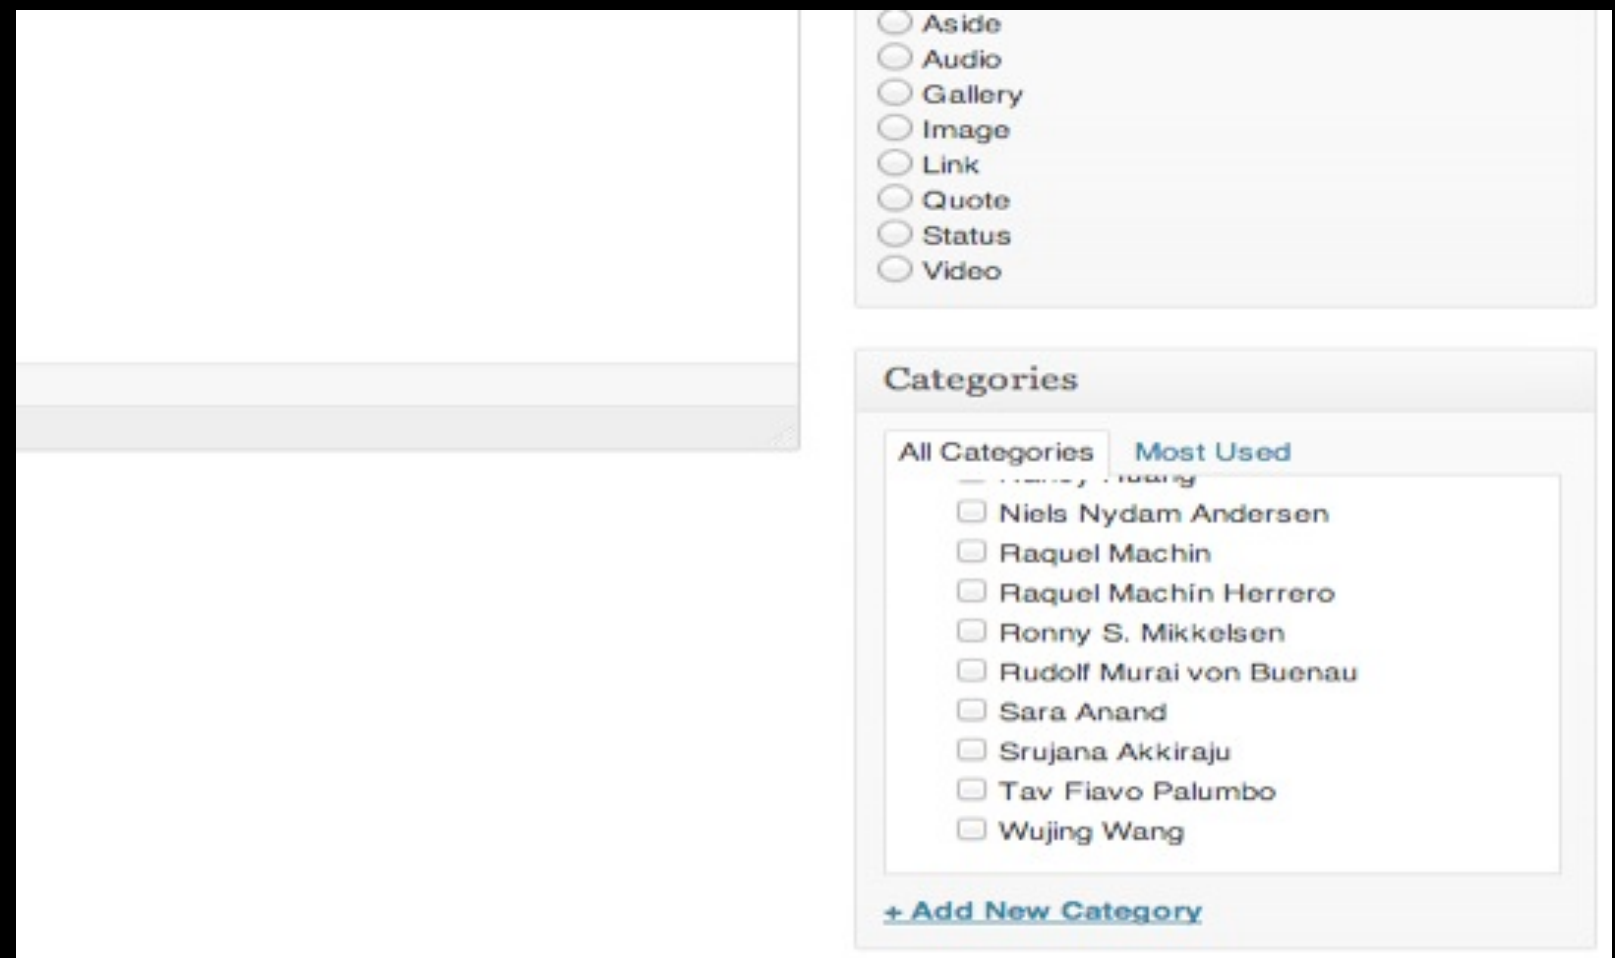 Aside
Audio
Gallery
Image
Link
Quote
Status
Video
Categories
All Categories Most Used
Niels Nydam Andersen
Raquel Machin
Raquel Machín Herrero
Ronny S. Mikkelsen
Rudolf Murai von Buenau
Sara Anand
Srujana Akkiraju
Tav Fiavo Palumbo
Wujing Wang
+ Add New Category